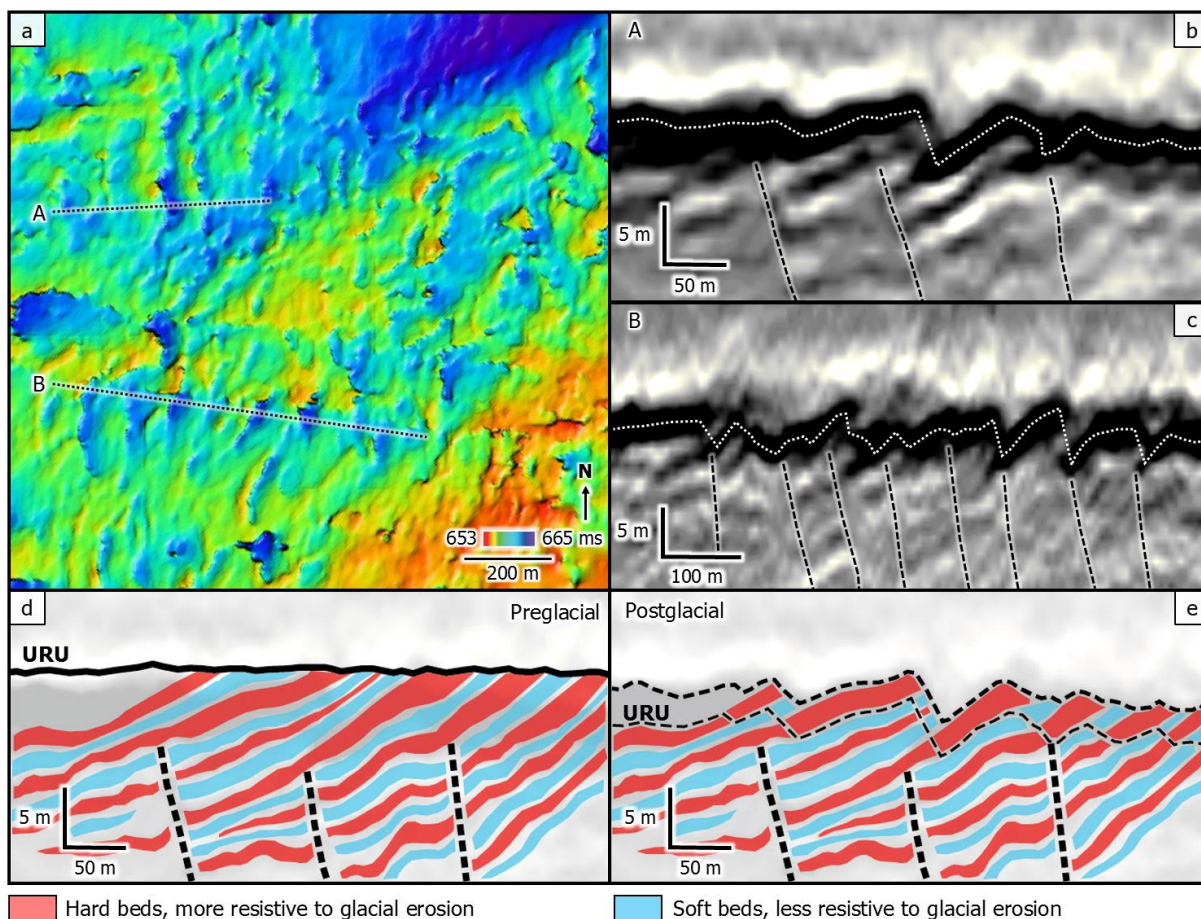 a
A
B
N
653 665 ms
200 m
A b
5 m
50 m
B c
5 m
100 m
d Preglacial
URU
5 m
50 m
Postglacial e
URU
5 m
50 m
Hard beds, more resistive to glacial erosion
Soft beds, less resistive to glacial erosion